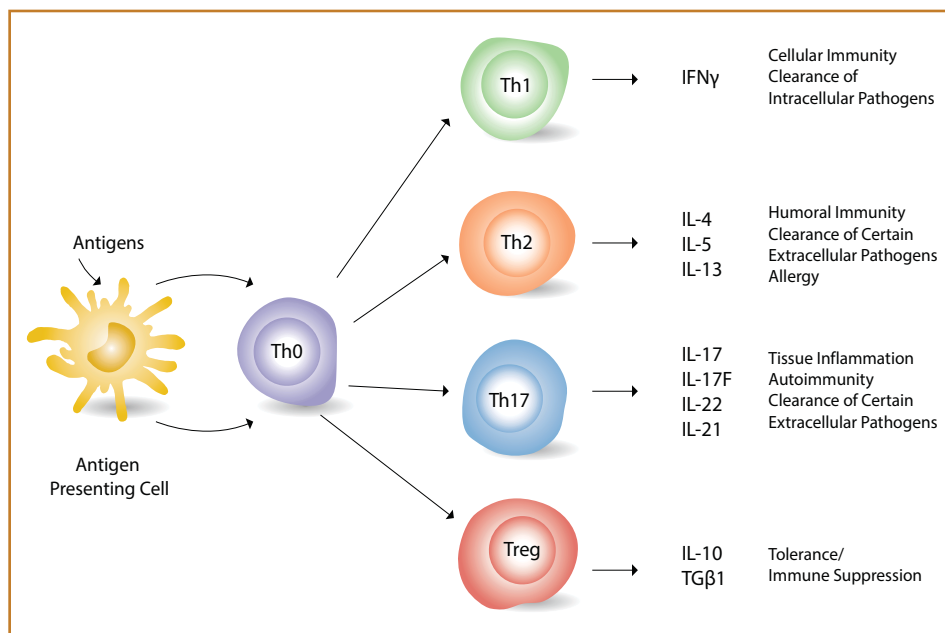 Antigens
Antigen
Presenting Cell
Th0
Th1
IFNγ
Cellular Immunity
Clearance of
Intracellular Pathogens
Th2
IL-4
IL-5
IL-13
Humoral Immunity
Clearance of Certain
Extracellular Pathogens
Allergy
Th17
IL-17
IL-17F
IL-22
IL-21
Tissue Inflammation
Autoimmunity
Clearance of Certain
Extracellular Pathogens
Treg
IL-10
TGβ1
Tolerance/
Immune Suppression